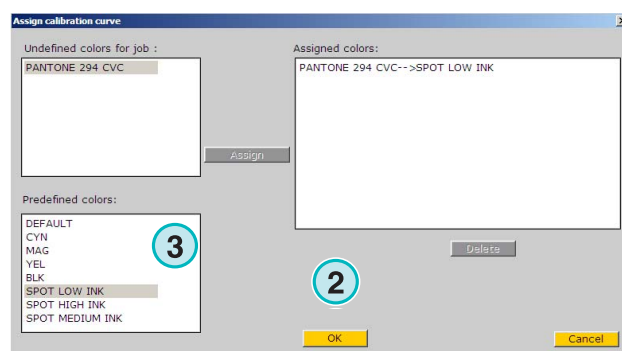 Assign calibration curve
Undefined colors for job :
PANTONE 294 CVC
Assign
Predefined colors:
DEFAULT
CYN
MAG
YEL
BLK
SPOT LOW INK
SPOT HIGH INK
SPOT MEDIUM INK
3
Assigned colors:
PANTONE 294 CVC-->SPOT LOW INK
Delete
2
OK
Cancel